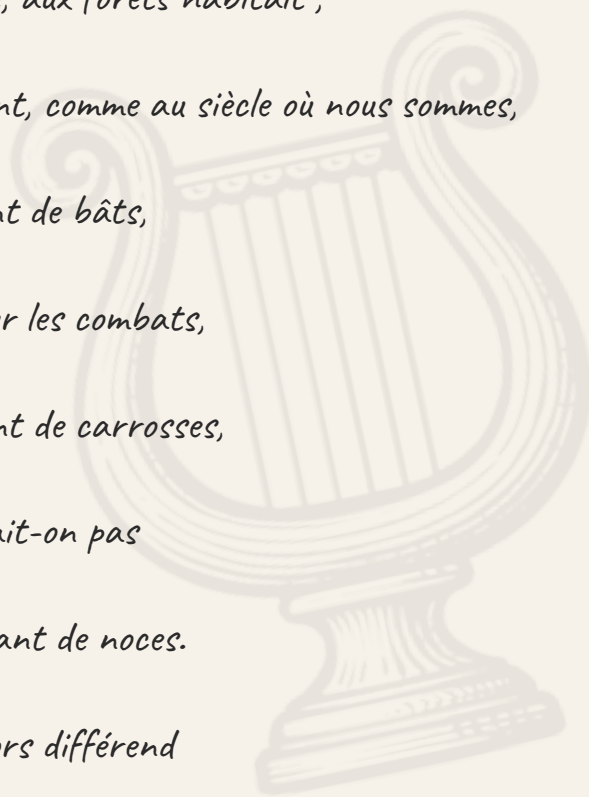 , aux forêts habitait ;
nt, comme au siècle où nous sommes,
nt de bâts,
r les combats,
nt de carrosses,
ait-on pas
ant de noces.
rs différend